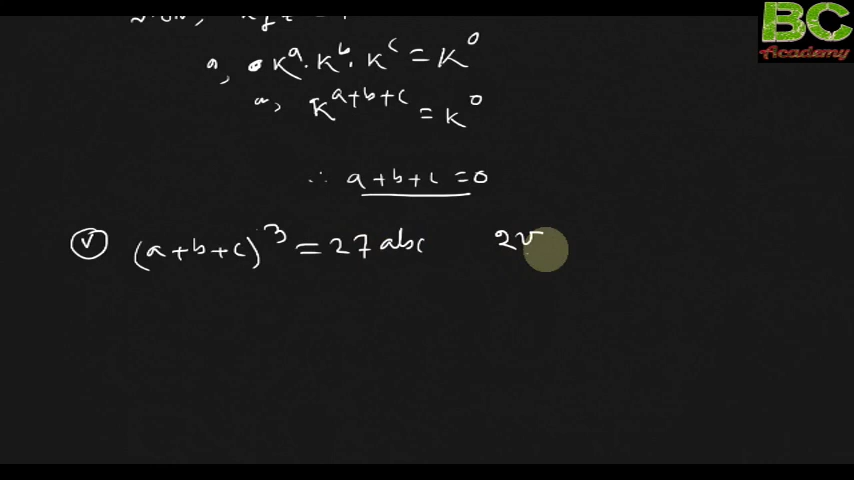 BC
Academy
a, k^a · k^b · k^c = k^0
a, k^{a+b+c} = k^0
∴ a+b+c = 0
(v) (a+b+c)^3 = 27abc